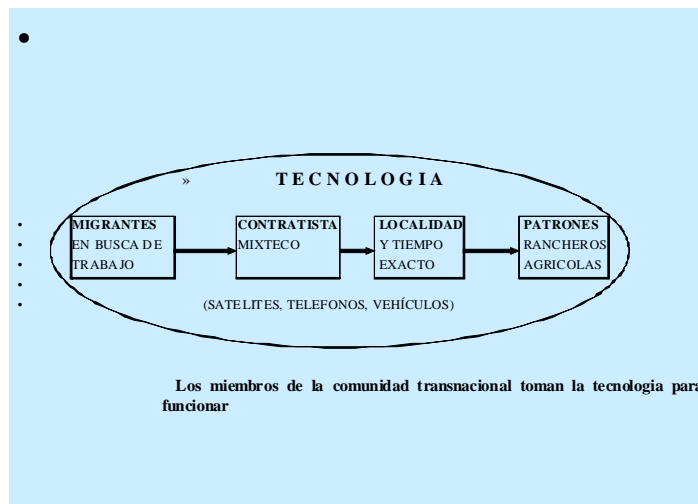 » TECNOLOGIA
MIGRANTES
EN BUSCA DE
TRABAJO
CONTRATISTA
MIXTECO
LOCALIDAD
Y TIEMPO
EXACTO
PATRONES
RANCHEROS
AGRICOLAS
(SATELITES, TELEFONOS, VEHÍCULOS)
Los miembros de la comunidad transnacional toman la tecnologia para
funcionar